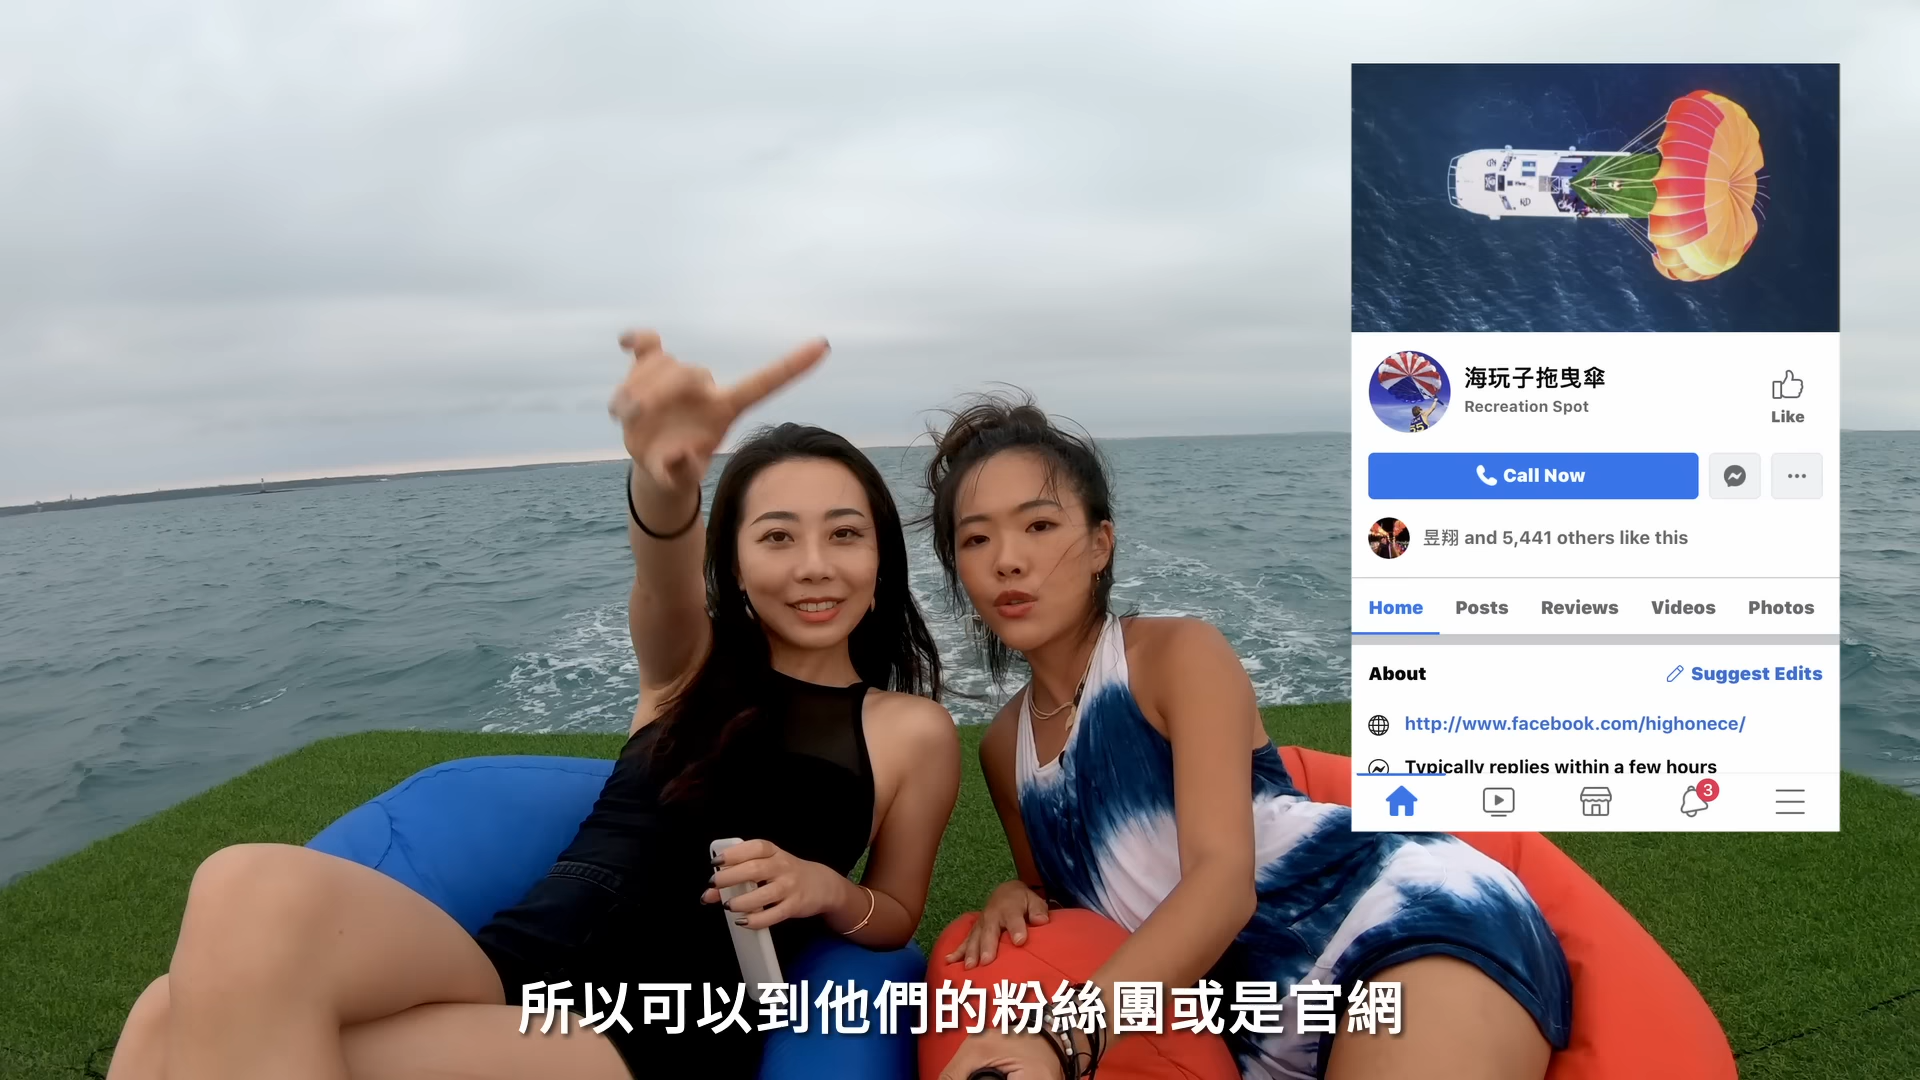 海玩子拖曳傘
Recreation Spot
Like
Call Now
昱翔 and 5,441 others like this
Home Posts Reviews Videos Photos
About
Suggest Edits
http://www.facebook.com/highonece/
Typically replies within a few hours
3
所以可以到他們的粉絲團或是官網